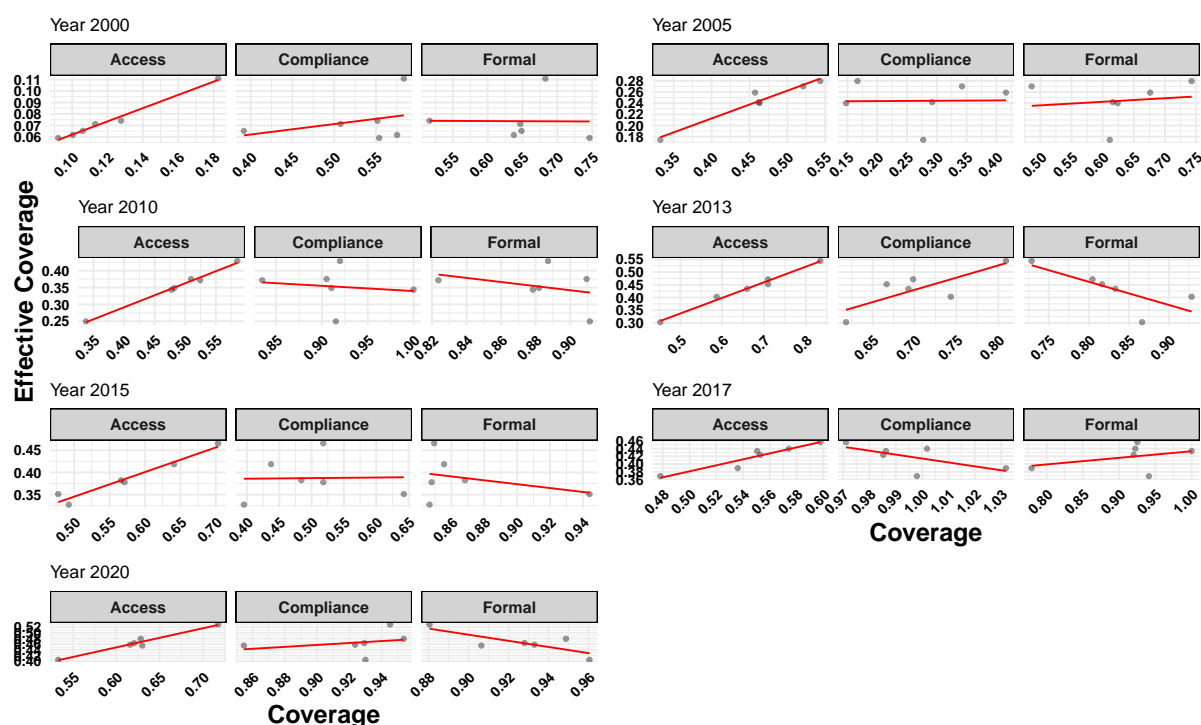 Year 2000
Access Compliance Formal
0.11
0.10
0.09
0.08
0.07
0.06
0.10 0.12 0.14 0.16 0.18 0.40 0.45 0.50 0.55 0.55 0.60 0.65 0.70 0.75
Year 2005
Access Compliance Formal
0.28
0.26
0.24
0.22
0.20
0.18
0.35 0.40 0.45 0.50 0.55 0.15 0.20 0.25 0.30 0.35 0.40 0.50 0.55 0.60 0.65 0.70 0.75
Effective Coverage
Year 2010
Access Compliance Formal
0.40
0.35
0.30
0.25
0.35 0.40 0.45 0.50 0.55 0.85 0.90 0.95 1.00 0.82 0.84 0.86 0.88 0.90
Year 2013
Access Compliance Formal
0.55
0.50
0.45
0.40
0.35
0.30
0.5 0.6 0.7 0.8 0.65 0.70 0.75 0.80 0.75 0.80 0.85 0.90
Year 2015
Access Compliance Formal
0.45
0.40
0.35
0.50 0.55 0.60 0.65 0.70 0.40 0.45 0.50 0.55 0.60 0.65 0.86 0.88 0.90 0.92 0.94
Year 2017
Access Compliance Formal
0.46
0.44
0.42
0.40
0.38
0.36
0.48 0.50 0.52 0.54 0.56 0.58 0.60 0.97 0.98 0.99 1.00 1.01 1.02 1.03 0.80 0.85 0.90 0.95 1.00
Coverage
Year 2020
Access Compliance Formal
0.52
0.50
0.48
0.46
0.44
0.42
0.40
0.55 0.60 0.65 0.70 0.86 0.88 0.90 0.92 0.94 0.88 0.90 0.92 0.94 0.96
Coverage